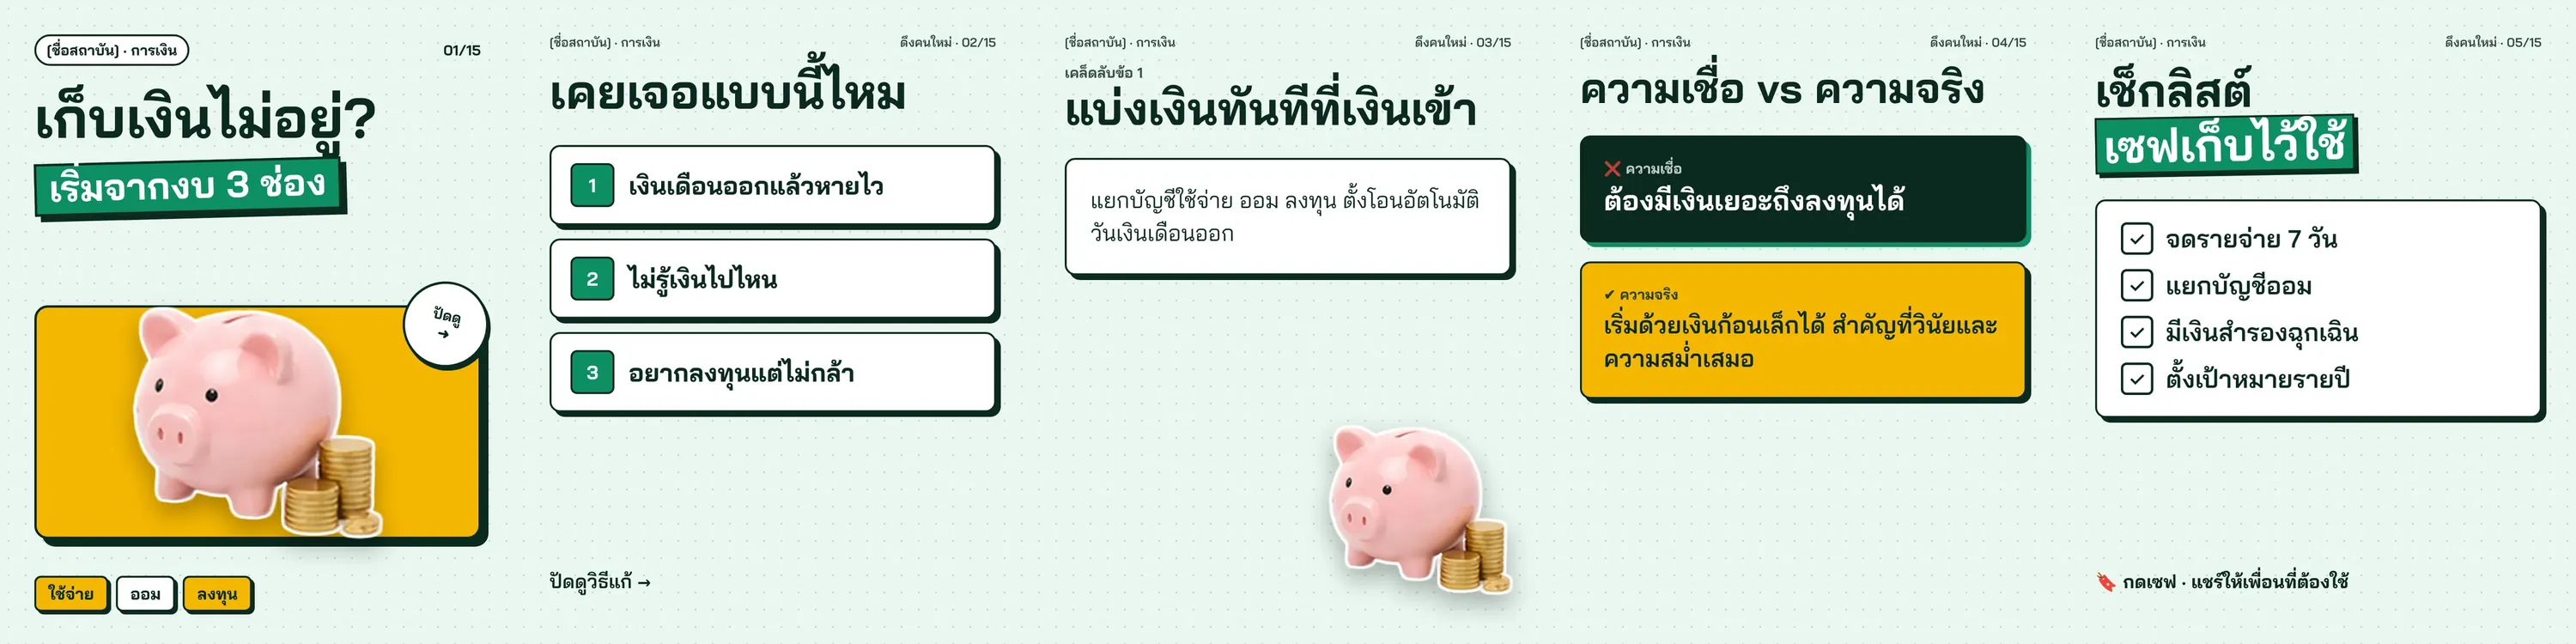 (ชื่อสถาบัน) · การเงิน
01/15
เก็บเงินไม่อยู่?
เริ่มจากงบ 3 ช่อง
ปัดดู
→
ใช้จ่าย
ออม
ลงทุน
(ชื่อสถาบัน) · การเงิน
ดึงคนใหม่ · 02/15
เคยเจอแบบนี้ไหม
1 เงินเดือนออกแล้วหายไว
2 ไม่รู้เงินไปไหน
3 อยากลงทุนแต่ไม่กล้า
ปัดดูวิธีแก้ →
(ชื่อสถาบัน) · การเงิน
ดึงคนใหม่ · 03/15
เคล็ดลับข้อ 1
แบ่งเงินทันทีที่เงินเข้า
แยกบัญชีใช้จ่าย ออม ลงทุน ตั้งโอนอัตโนมัติ
วันเงินเดือนออก
(ชื่อสถาบัน) · การเงิน
ดึงคนใหม่ · 04/15
ความเชื่อ vs ความจริง
❌ ความเชื่อ
ต้องมีเงินเยอะถึงลงทุนได้
✔ ความจริง
เริ่มด้วยเงินก้อนเล็กได้ สำคัญที่วินัยและ
ความสม่ำเสมอ
(ชื่อสถาบัน) · การเงิน
ดึงคนใหม่ · 05/15
เช็กลิสต์
เซฟเก็บไว้ใช้
จดรายจ่าย 7 วัน
แยกบัญชีออม
มีเงินสำรองฉุกเฉิน
ตั้งเป้าหมายรายปี
🔖 กดเซฟ · แชร์ให้เพื่อนที่ต้องใช้